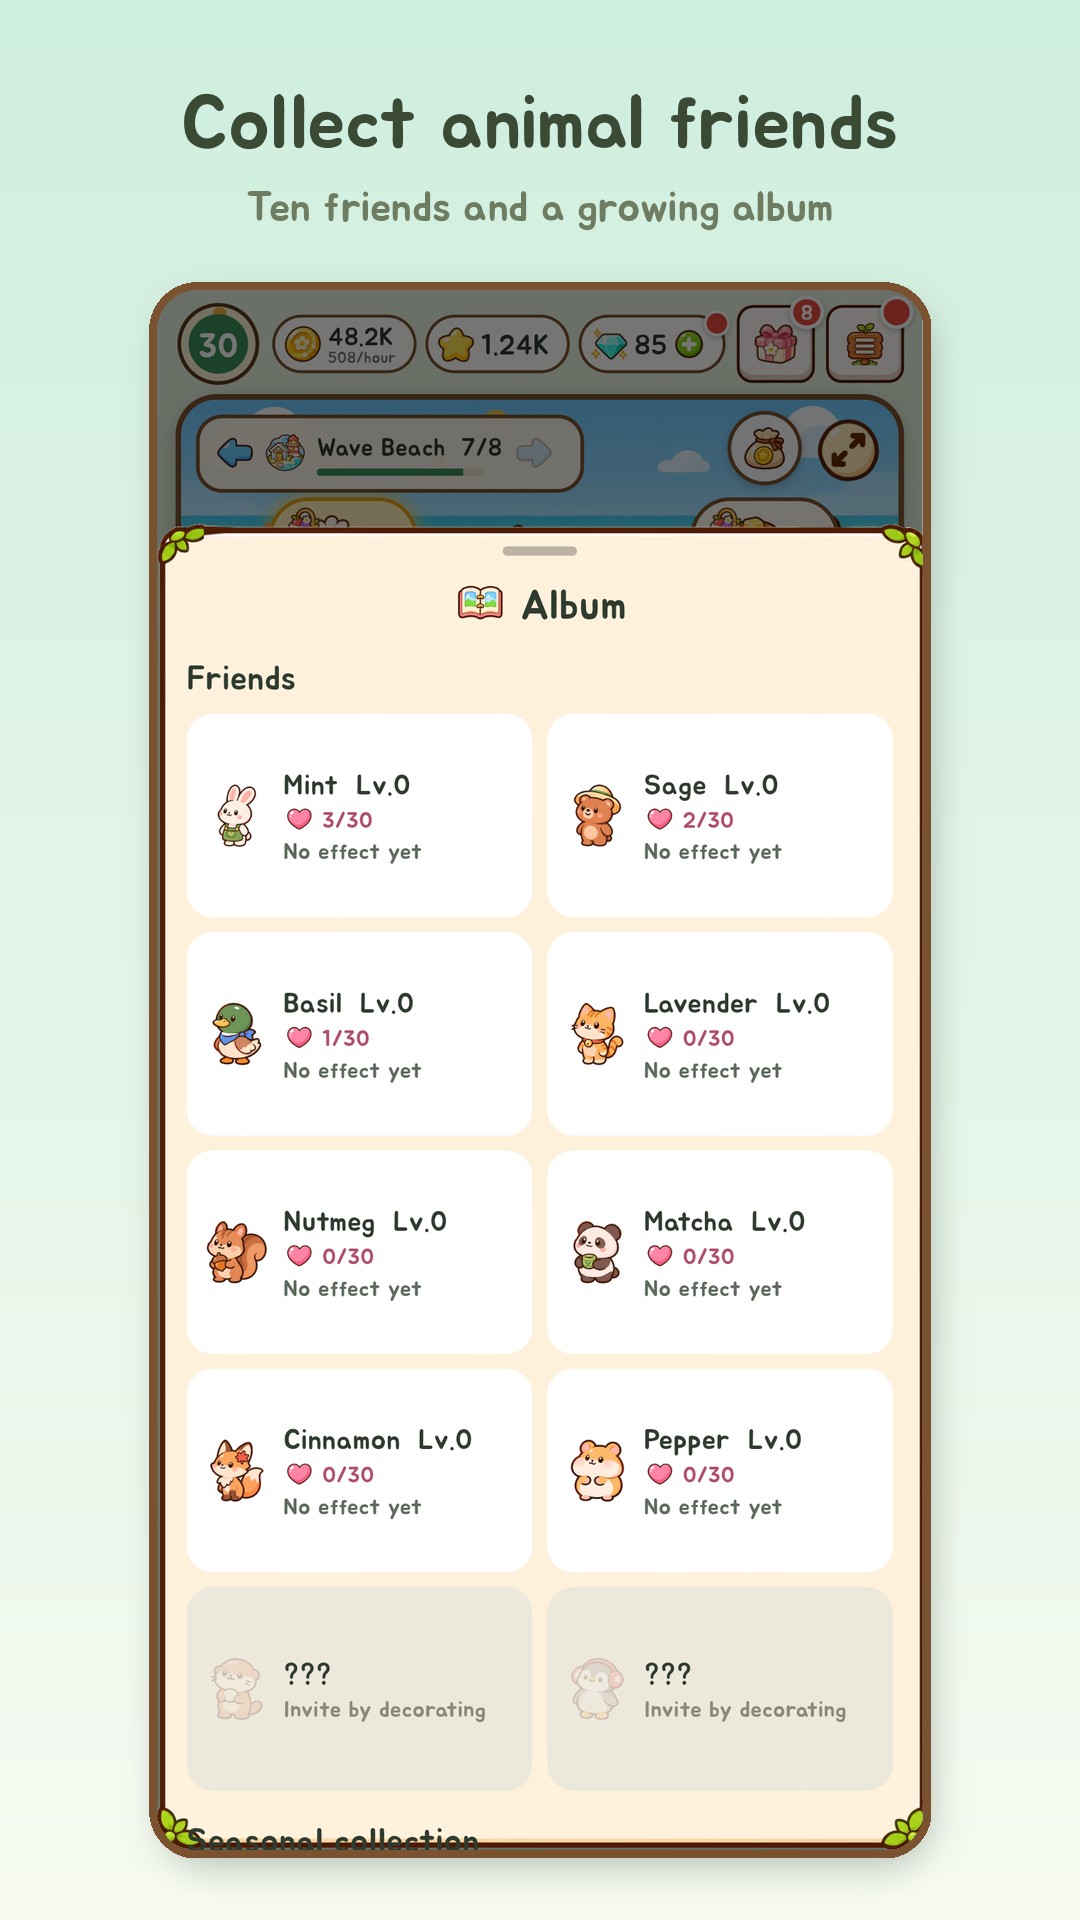 Collect animal friends
Ten friends and a growing album
30
48.2K
508/hour
1.24K
85
8
Wave Beach 7/8
Album
Friends
Mint Lv.0
3/30
No effect yet
Sage Lv.0
2/30
No effect yet
Basil Lv.0
1/30
No effect yet
Lavender Lv.0
0/30
No effect yet
Nutmeg Lv.0
0/30
No effect yet
Matcha Lv.0
0/30
No effect yet
Cinnamon Lv.0
0/30
No effect yet
Pepper Lv.0
0/30
No effect yet
???
Invite by decorating
???
Invite by decorating
Seasonal collection